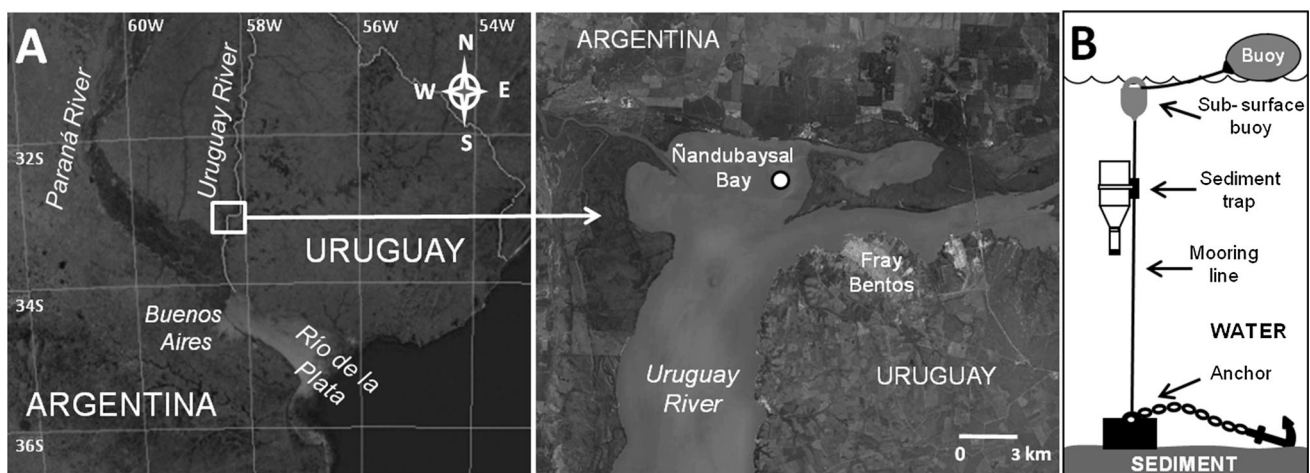 A
60W
58W
56W
54W
N
W
E
S
32S
34S
36S
Paraná River
Uruguay River
URUGUAY
Buenos
Aires
Río de la
Plata
ARGENTINA
ARGENTINA
Ñandubaysal
Bay
Fray
Bentos
Uruguay
River
URUGUAY
0 3 km
B
Buoy
Sub-surface
buoy
Sediment
trap
Mooring
line
WATER
Anchor
SEDIMENT